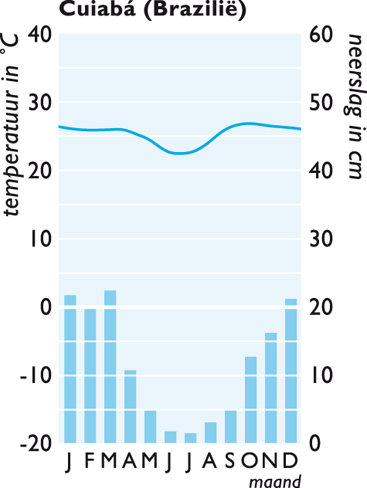 Cuiabá (Brazilië)
temperatuur in °C
neerslag in cm
40 60
30 50
20 40
10 30
0 20
-10 10
-20 0
J F M A M J J A S O N D
maand